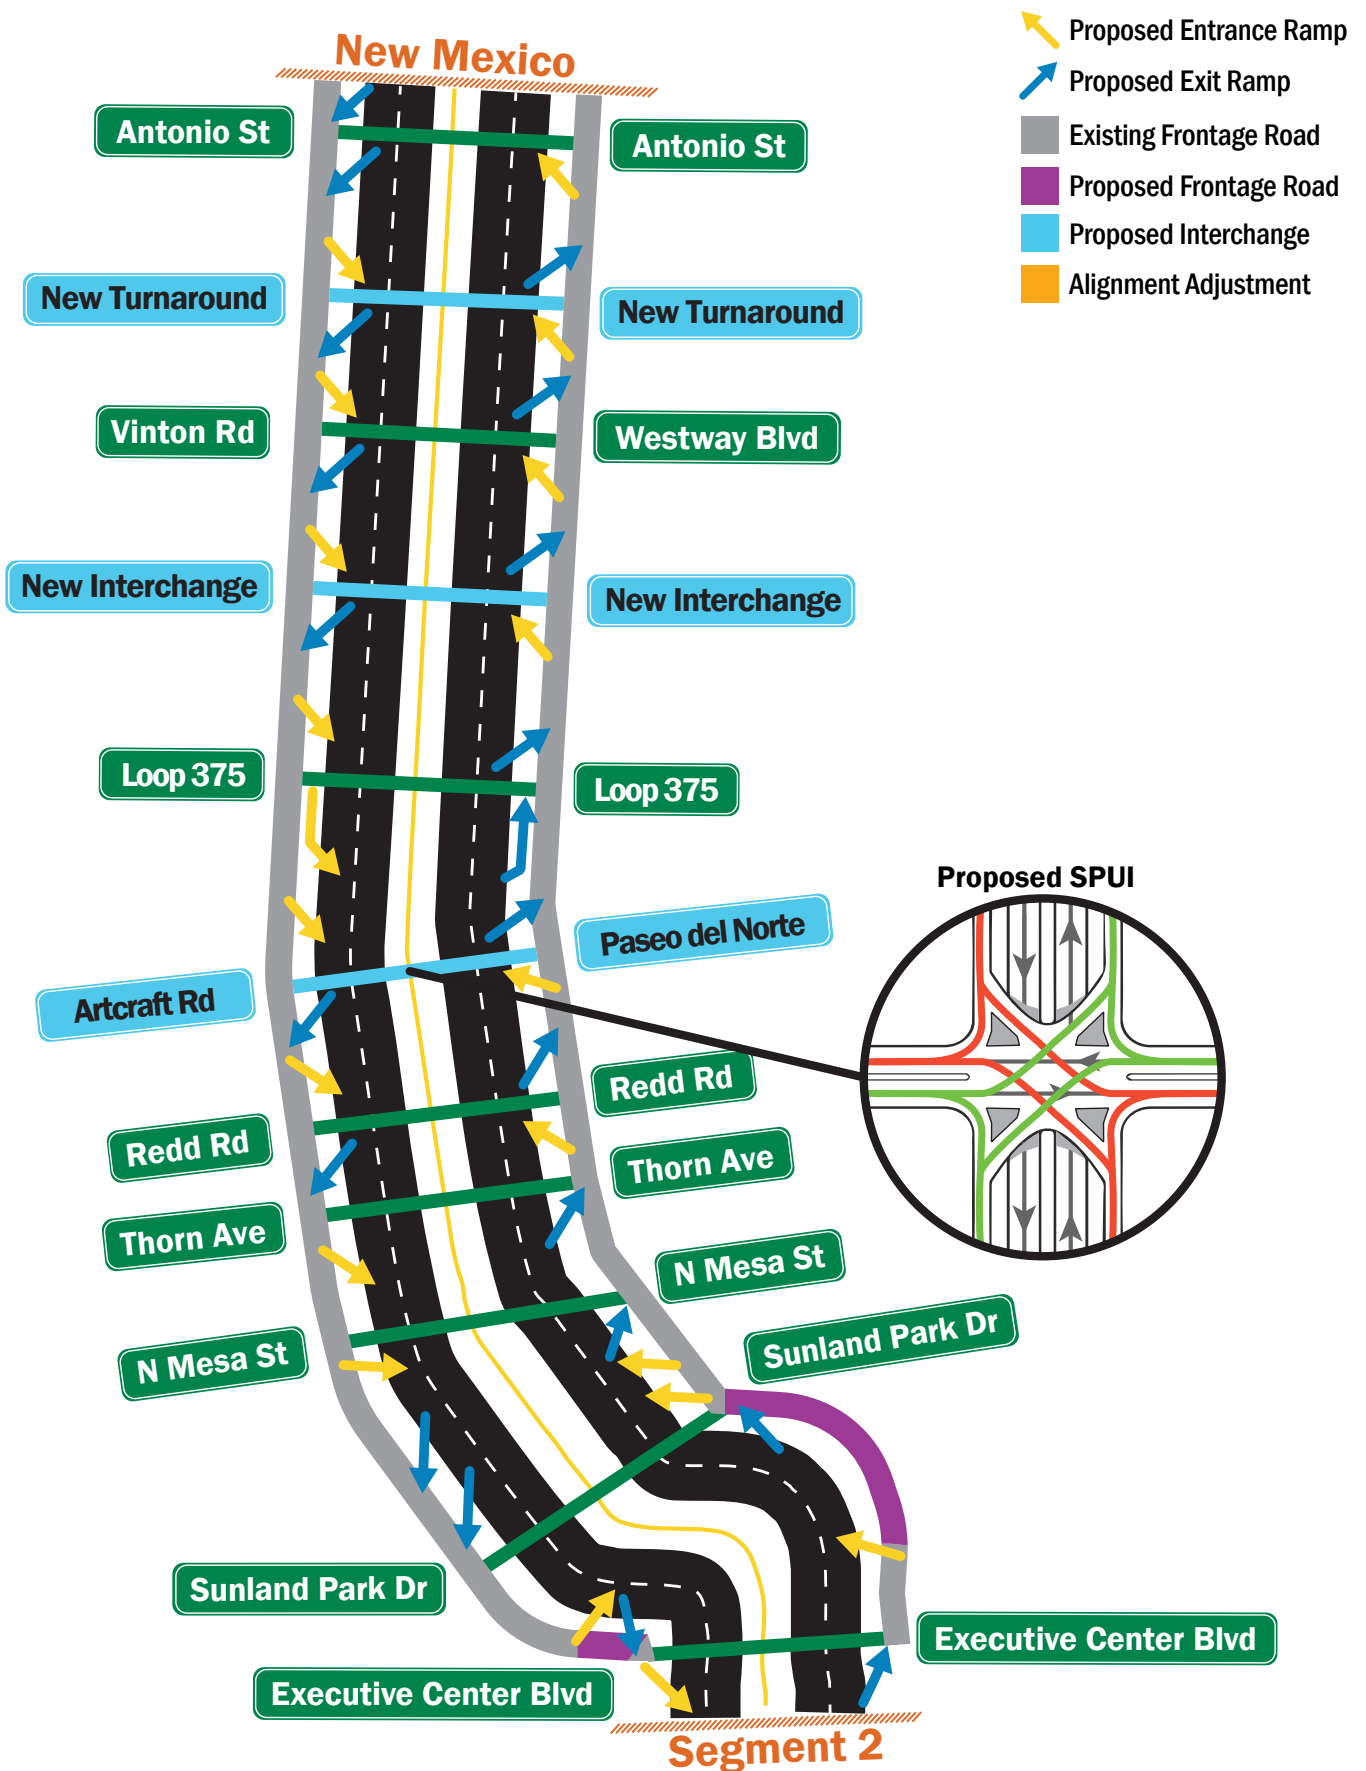 New Mexico
Proposed Entrance Ramp
Proposed Exit Ramp
Existing Frontage Road
Proposed Frontage Road
Proposed Interchange
Alignment Adjustment
Antonio St
Antonio St
New Turnaround
New Turnaround
Vinton Rd
Westway Blvd
New Interchange
New Interchange
Loop 375
Loop 375
Proposed SPUI
Paseo del Norte
Artcraft Rd
Redd Rd
Redd Rd
Thorn Ave
Thorn Ave
N Mesa St
N Mesa St
Sunland Park Dr
Sunland Park Dr
Executive Center Blvd
Executive Center Blvd
Segment 2